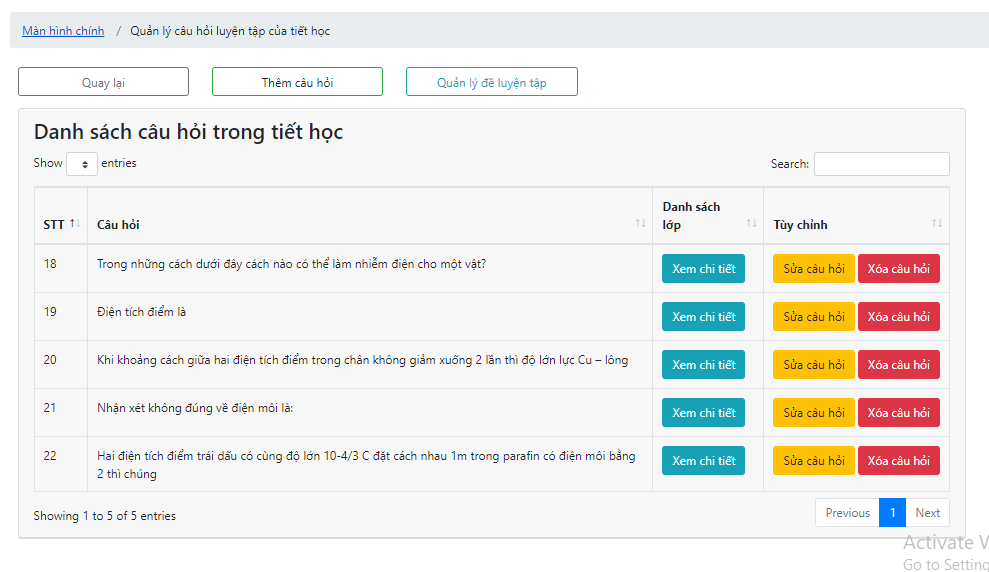 Màn hình chính / Quản lý câu hỏi luyện tập của tiết học
Quay lại Thêm câu hỏi Quản lý đề luyện tập
Danh sách câu hỏi trong tiết học
Show entries Search:
STT Câu hỏi Danh sách lớp Tùy chỉnh
18 Trong những cách dưới đây cách nào có thể làm nhiễm điện cho một vật? Xem chi tiết Sửa câu hỏi Xóa câu hỏi
19 Điện tích điểm là Xem chi tiết Sửa câu hỏi Xóa câu hỏi
20 Khi khoảng cách giữa hai điện tích điểm trong chân không giảm xuống 2 lần thì độ lớn lực Cu – lông Xem chi tiết Sửa câu hỏi Xóa câu hỏi
21 Nhận xét không đúng về điện môi là: Xem chi tiết Sửa câu hỏi Xóa câu hỏi
22 Hai điện tích điểm trái dấu có cùng độ lớn 10-4/3 C đặt cách nhau 1m trong parafin có điện môi bằng Xem chi tiết Sửa câu hỏi Xóa câu hỏi
2 thì chúng
Showing 1 to 5 of 5 entries Previous 1 Next
Activate W
Go to Setting